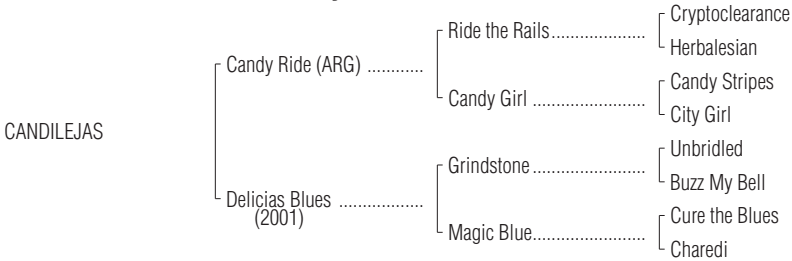 Cryptoclearance
Ride the Rails.....................
Herbalesian
Candy Ride (ARG) ............
Candy Stripes
Candy Girl .........................
City Girl
CANDILEJAS
Unbridled
Grindstone .........................
Buzz My Bell
Delicias Blues ..................
(2001)
Cure the Blues
Magic Blue.........................
Charedi